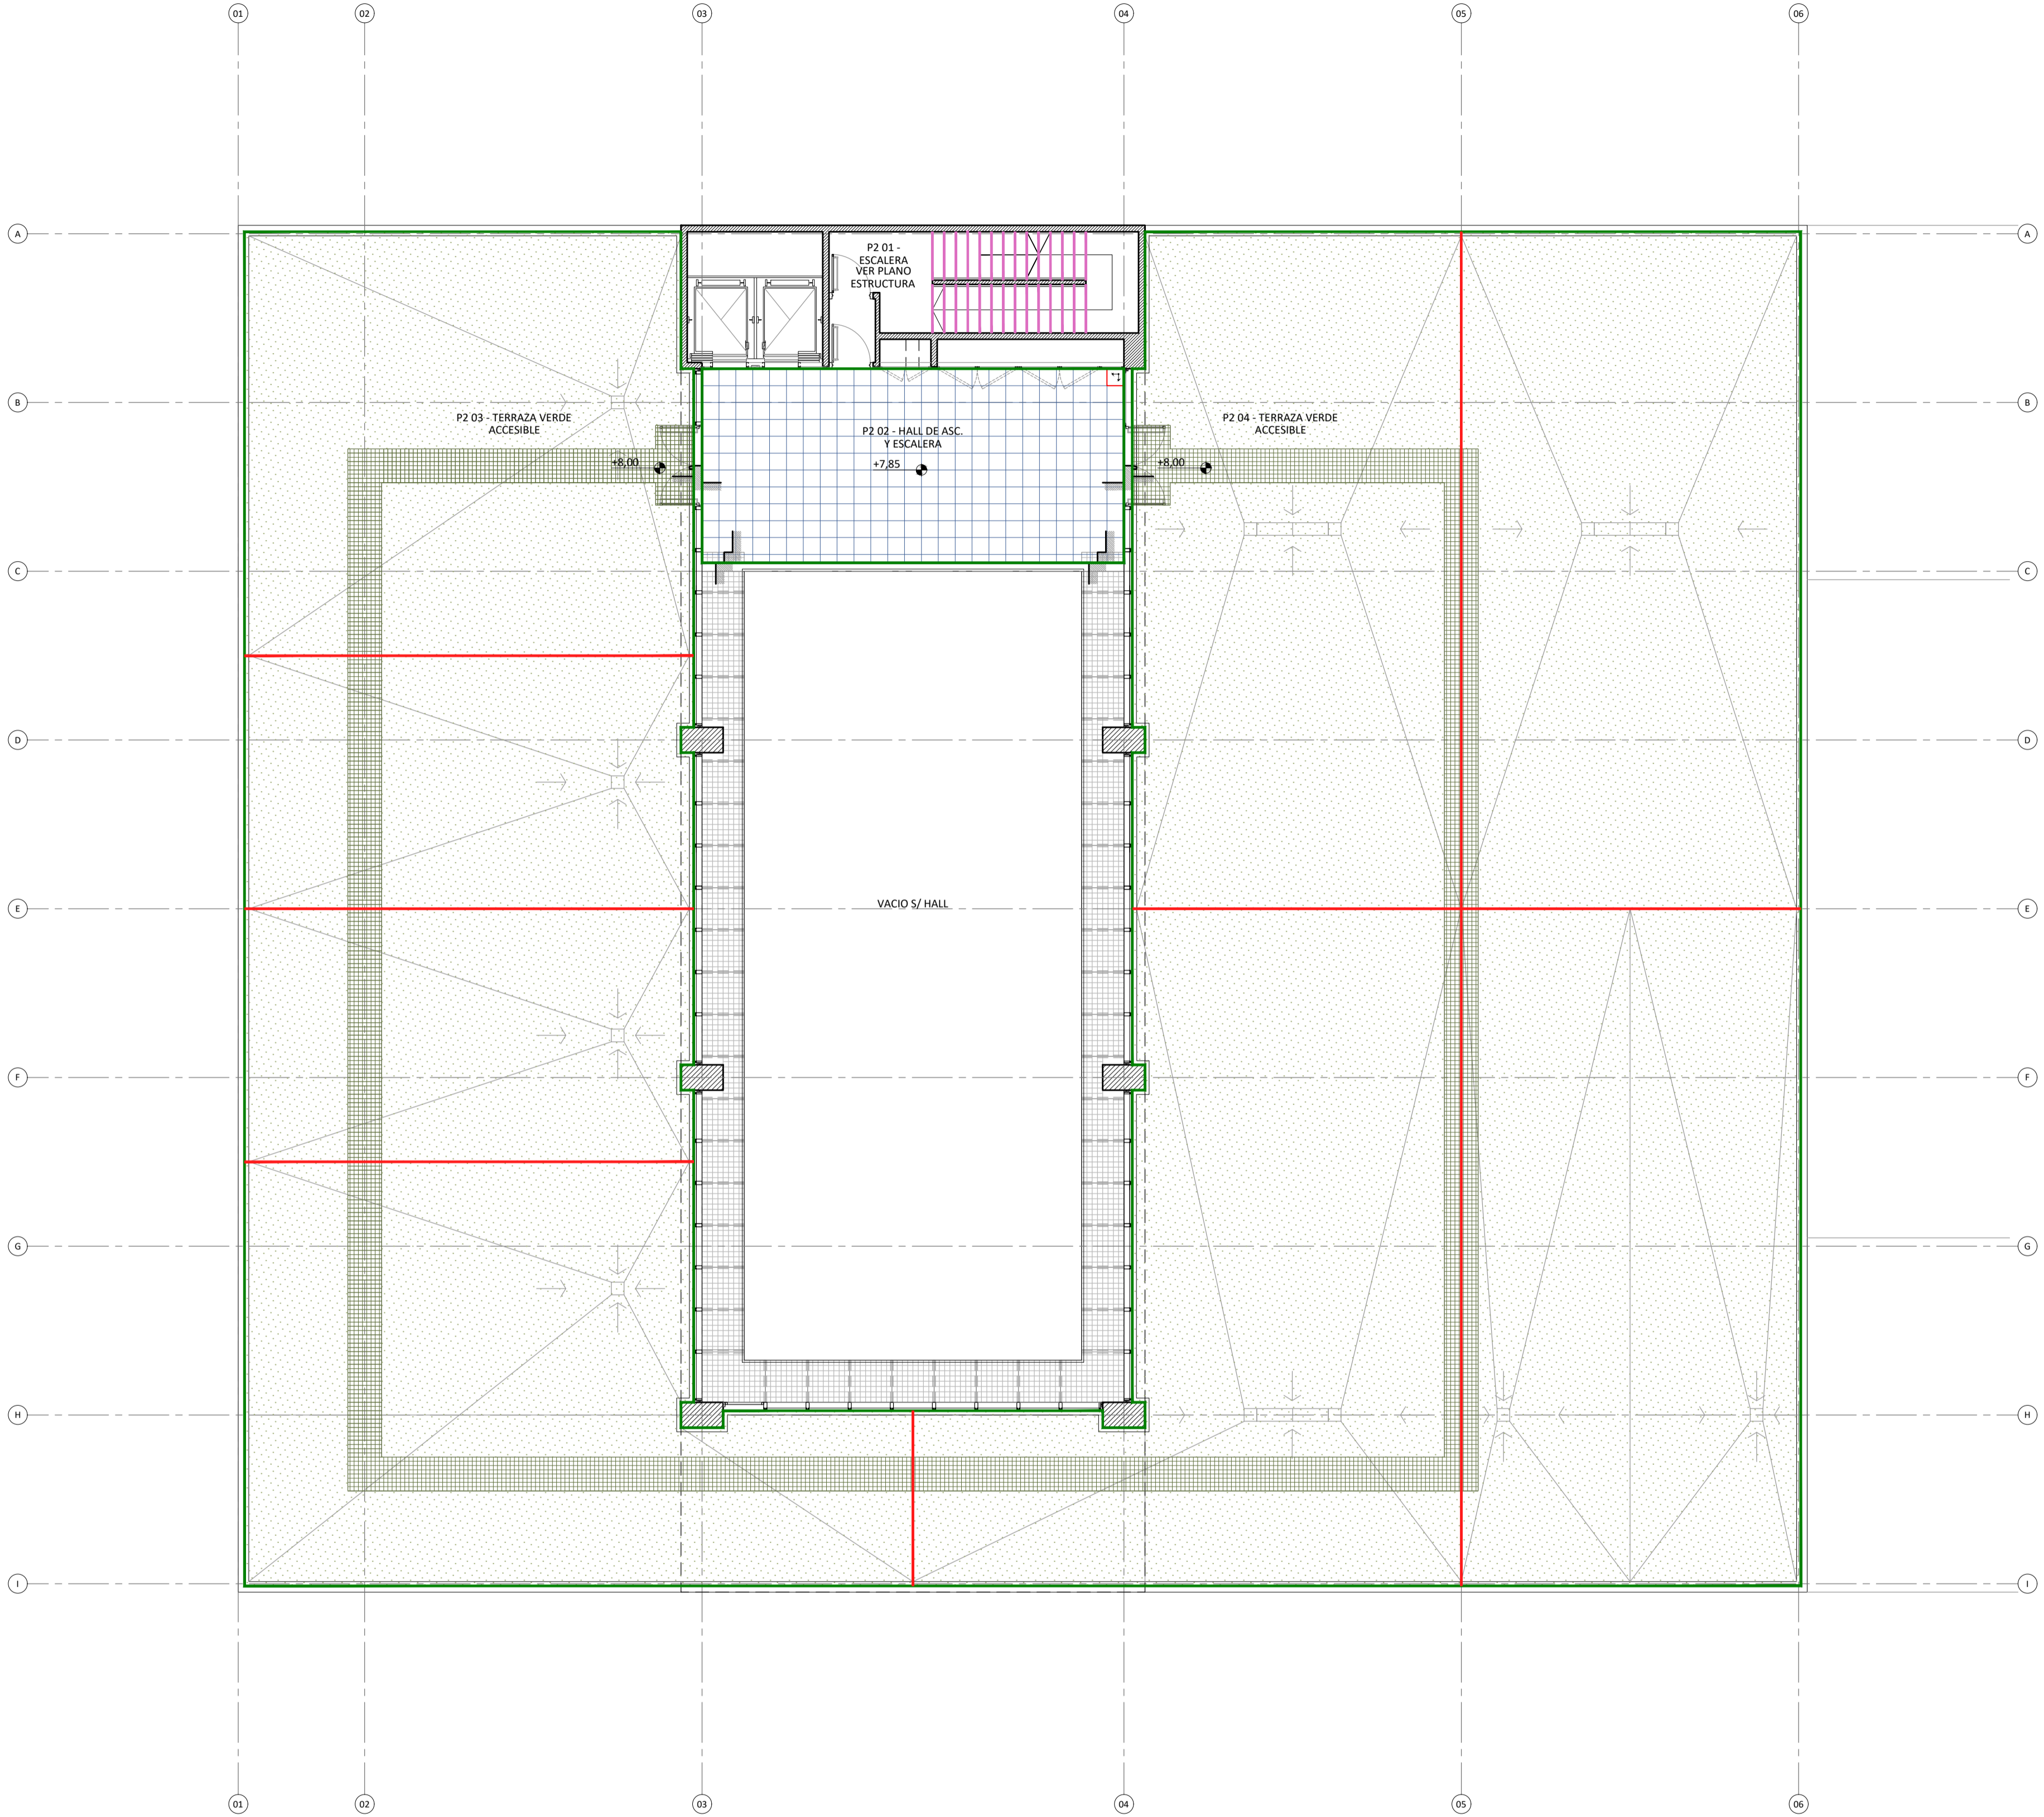 01
02
03
04
05
06
A
A
P2 01 -
ESCALERA
VER PLANO
ESTRUCTURA
B
B
P2 03 - TERRAZA VERDE
ACCESIBLE
P2 02 - HALL DE ASC.
Y ESCALERA
P2 04 - TERRAZA VERDE
ACCESIBLE
+8,00
+7,85
+8,00
C
C
D
D
E
E
VACIO S/ HALL
F
F
G
G
H
H
I
I
01
02
03
04
05
06